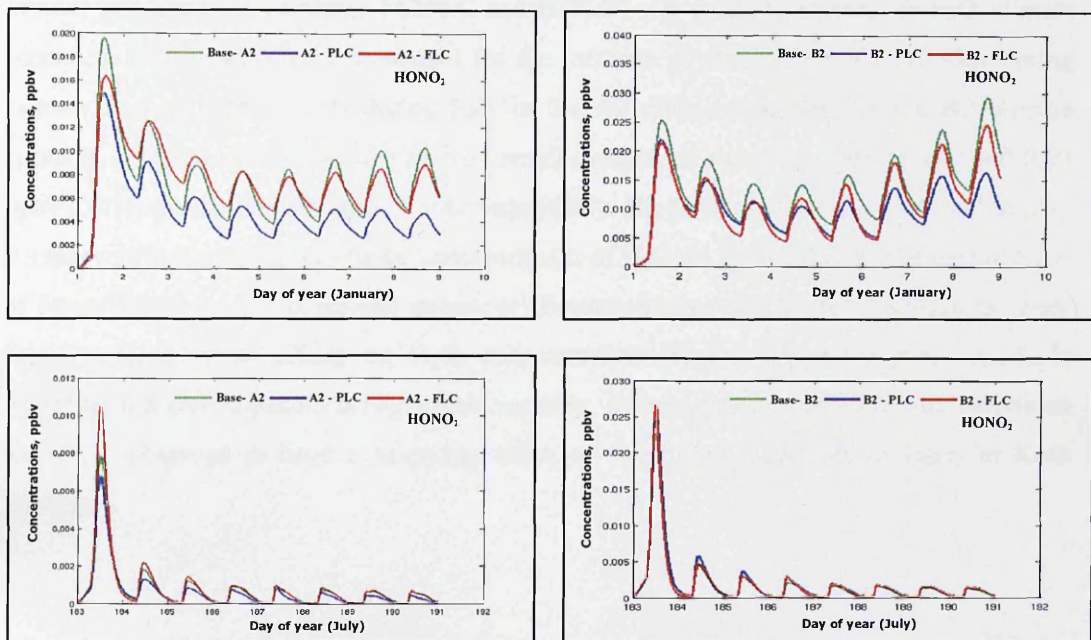 Base- A2 A2 - PLC A2 - FLC
HONO₂
Concentrations, ppbv
0.020
0.018
0.016
0.014
0.012
0.010
0.008
0.006
0.004
0.002
0
1 2 3 4 5 6 7 8 9 10
Day of year (January)
Base- B2 B2 - PLC B2 - FLC
HONO₂
Concentrations, ppbv
0.040
0.035
0.030
0.025
0.020
0.015
0.010
0.005
0
1 2 3 4 5 6 7 8 9 10
Day of year (January)
Base- A2 A2 - PLC A2 - FLC
HONO₂
Concentrations, ppbv
0.012
0.010
0.008
0.006
0.004
0.002
0
183 184 185 186 187 188 189 190 191 192
Day of year (July)
Base- B2 B2 - PLC B2 - FLC
HONO₂
Concentrations, ppbv
0.030
0.025
0.020
0.015
0.010
0.005
0
183 184 185 186 187 188 189 190 191 192
Day of year (July)